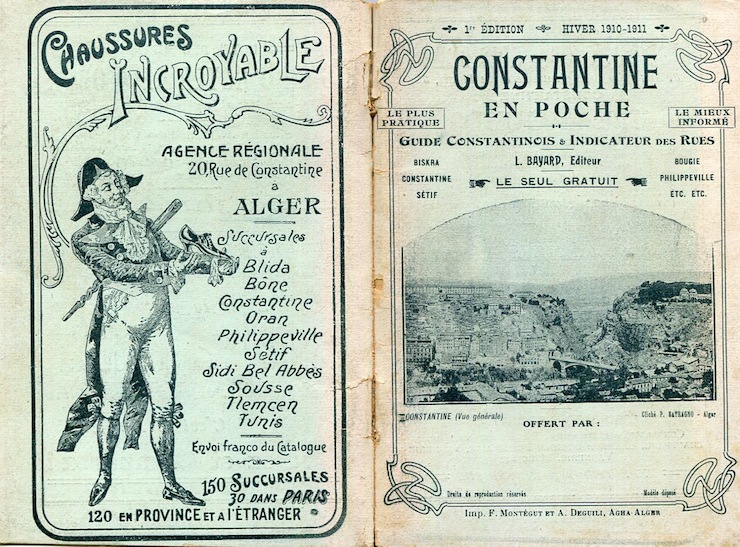 CHAUSSURES
INCROYABLE
AGENCE RÉGIONALE
20, Rue de Constantine
à
ALGER
Succursales
à
Blida
Bône
Constantine
Oran
Philippeville
Sétif
Sidi Bel Abbès
Sousse
Tlemcen
Tunis
Envoi franco du Catalogue
150 SUCCURSALES
30 DANS PARIS
120 EN PROVINCE ET A L'ÉTRANGER
1re ÉDITION HIVER 1910-1911
CONSTANTINE
EN POCHE
LE PLUS PRATIQUE
LE MIEUX INFORMÉ
GUIDE CONSTANTINOIS & INDICATEUR DES RUES
L. BAYARD, Editeur
BISKRA
CONSTANTINE
SÉTIF
LE SEUL GRATUIT
BOUGIE
PHILIPPEVILLE
ETC. ETC.
CONSTANTINE (Vue générale)
Cliché P. - Alger
OFFERT PAR :
Droits de reproduction réservés
Modèle déposé
Imp. F. MONTÉGUT ET A. DEGUILI, AGHA-ALGER